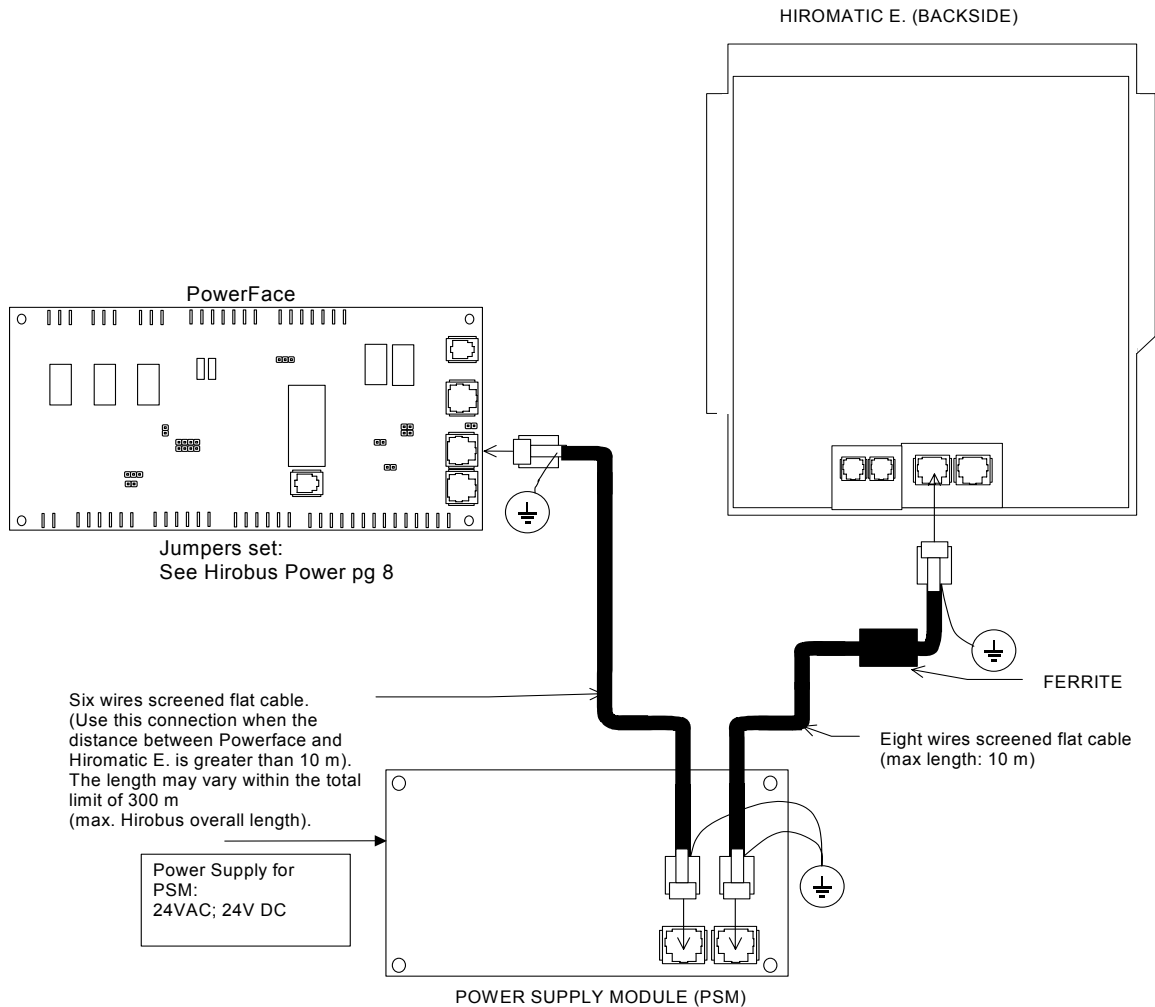 HIROMATIC E. (BACKSIDE)
PowerFace
Jumpers set:
See Hirobus Power pg 8
FERRITE
Six wires screened flat cable.
(Use this connection when the
distance between Powerface and
Hiromatic E. is greater than 10 m).
The length may vary within the total
limit of 300 m
(max. Hirobus overall length).
Eight wires screened flat cable
(max length: 10 m)
Power Supply for
PSM:
24VAC; 24V DC
POWER SUPPLY MODULE (PSM)